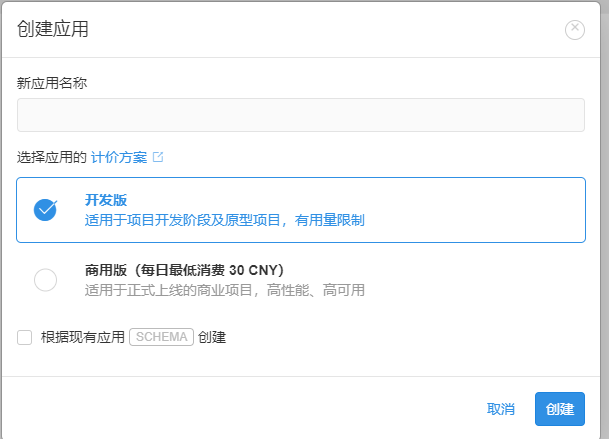 创建应用
新应用名称
选择应用的 计价方案
开发版
适用于项目开发阶段及原型项目，有用量限制
商用版（每日最低消费 30 CNY）
适用于正式上线的商业项目，高性能、高可用
根据现有应用 SCHEMA 创建
取消 创建